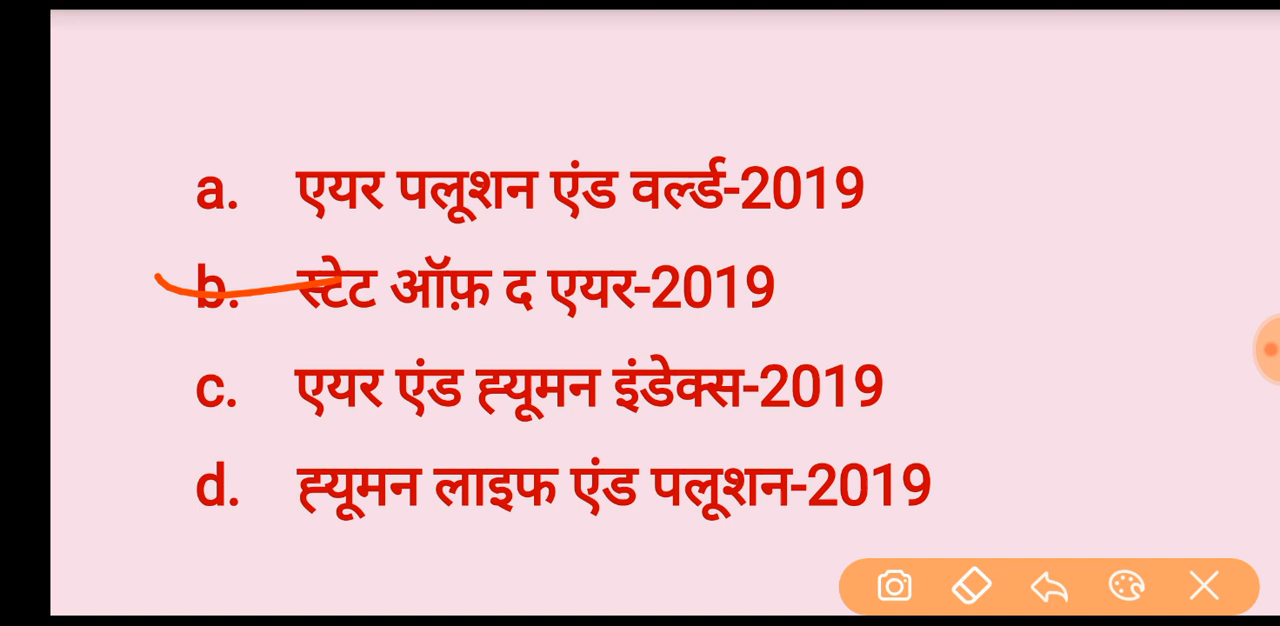 a. एयर पलूशन एंड वर्ल्ड-2019
b. स्टेट ऑफ़ द एयर-2019
c. एयर एंड ह्यूमन इंडेक्स-2019
d. ह्यूमन लाइफ एंड पलूशन-2019